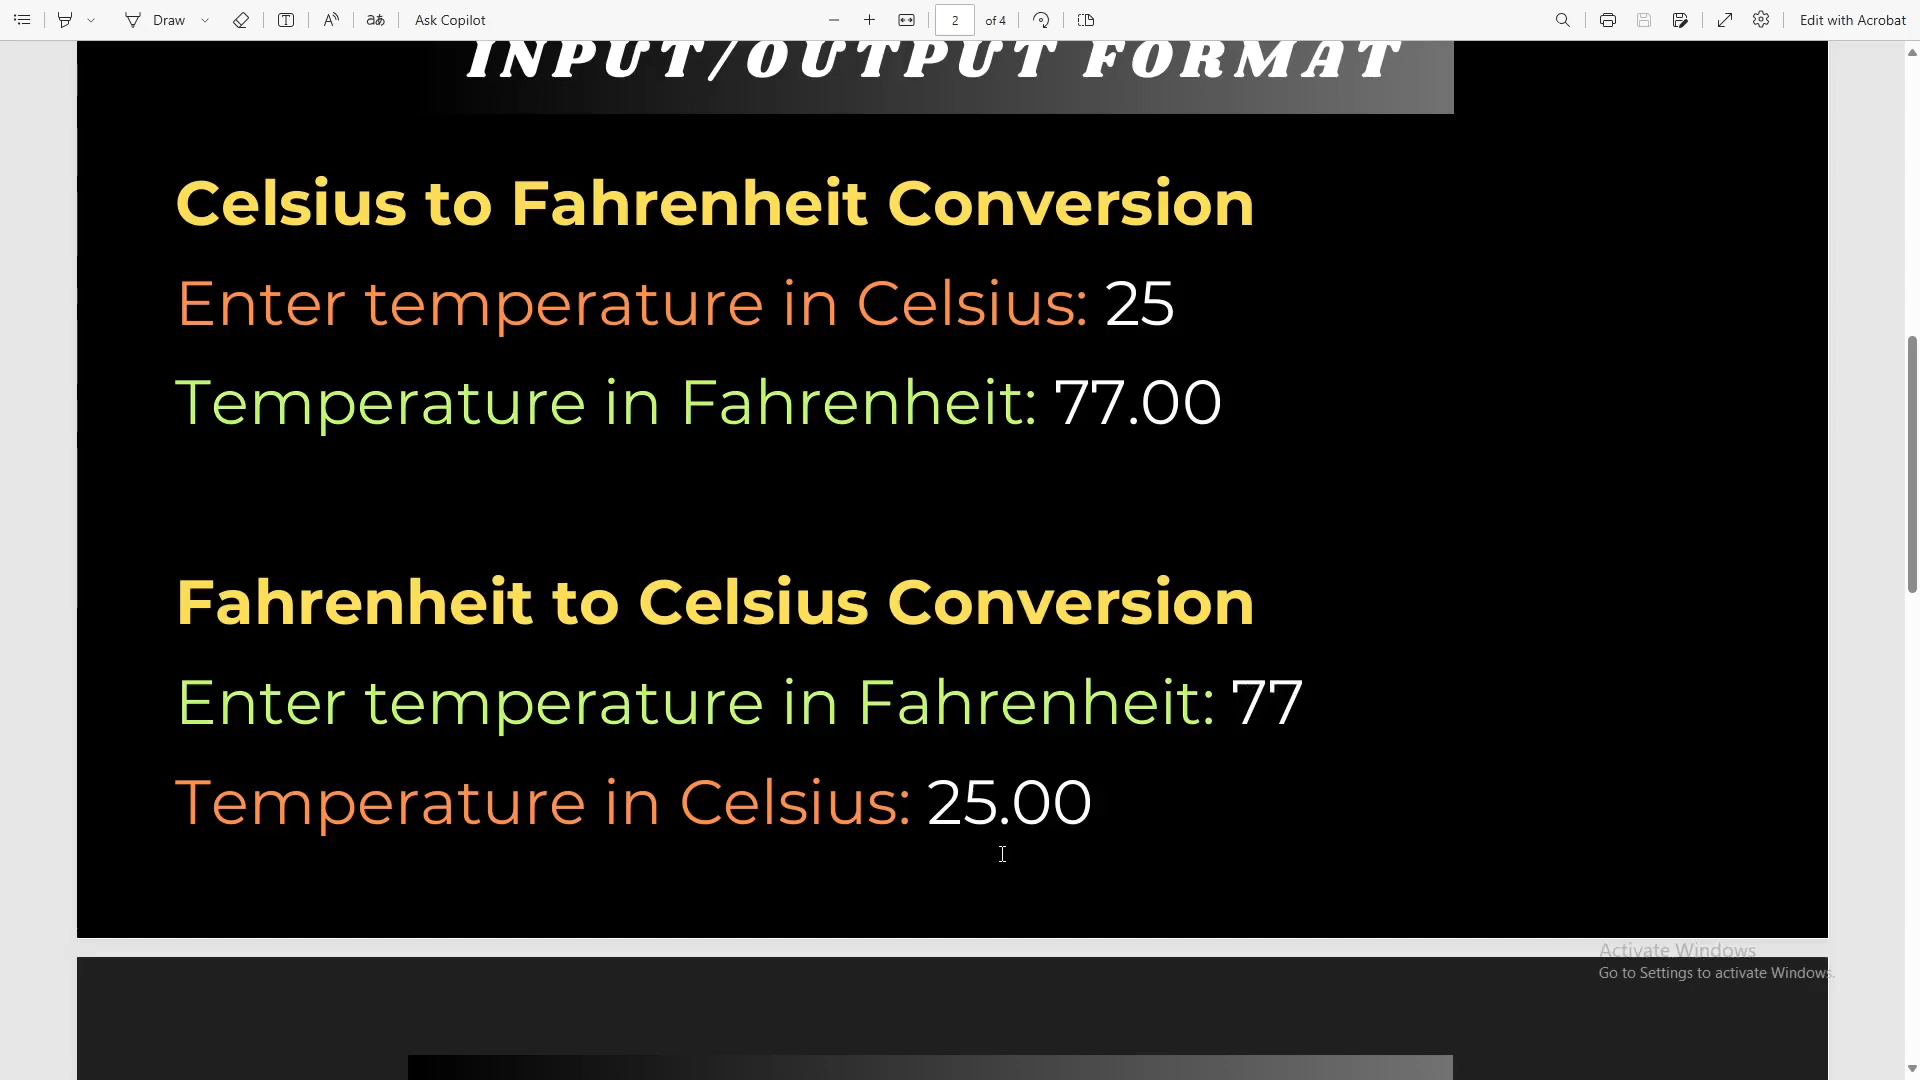 Draw
Ask Copilot
2 of 4
Edit with Acrobat
INPUT/OUTPUT FORMAT
Celsius to Fahrenheit Conversion
Enter temperature in Celsius: 25
Temperature in Fahrenheit: 77.00
Fahrenheit to Celsius Conversion
Enter temperature in Fahrenheit: 77
Temperature in Celsius: 25.00
Activate Windows
Go to Settings to activate Windows.